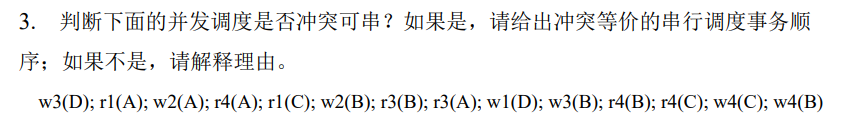 3. 判断下面的并发调度是否冲突可串？如果是，请给出冲突等价的串行调度事务顺
序；如果不是，请解释理由。
w3(D); r1(A); w2(A); r4(A); r1(C); w2(B); r3(B); r3(A); w1(D); w3(B); r4(B); r4(C); w4(C); w4(B)